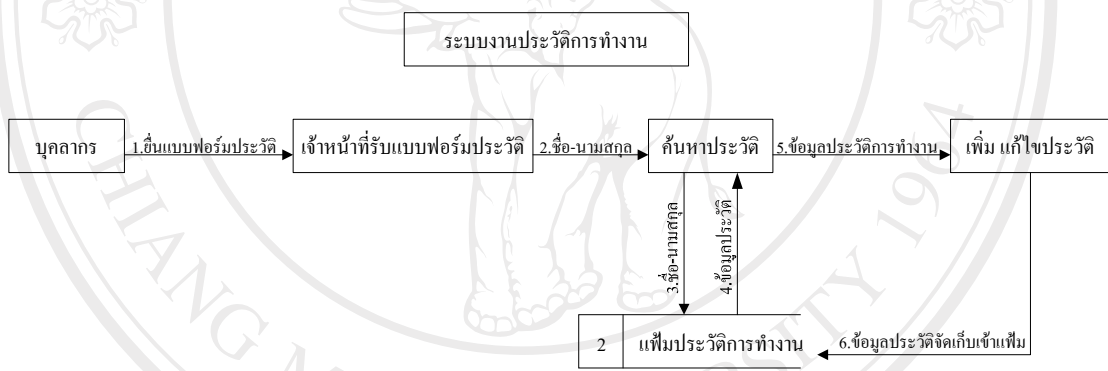 ระบบงานประวัติการทำงาน
บุคลากร
1.ยื่นแบบฟอร์มประวัติ
เจ้าหน้าที่รับแบบฟอร์มประวัติ
2.ชื่อ-นามสกุล
ค้นหาประวัติ
5.ข้อมูลประวัติการทำงาน
เพิ่ม แก้ไขประวัติ
3.ชื่อ-นามสกุล
4.ข้อมูลประวัติ
2
แฟ้มประวัติการทำงาน
6.ข้อมูลประวัติจัดเก็บเข้าแฟ้ม
CHIANG M
SITY 1964